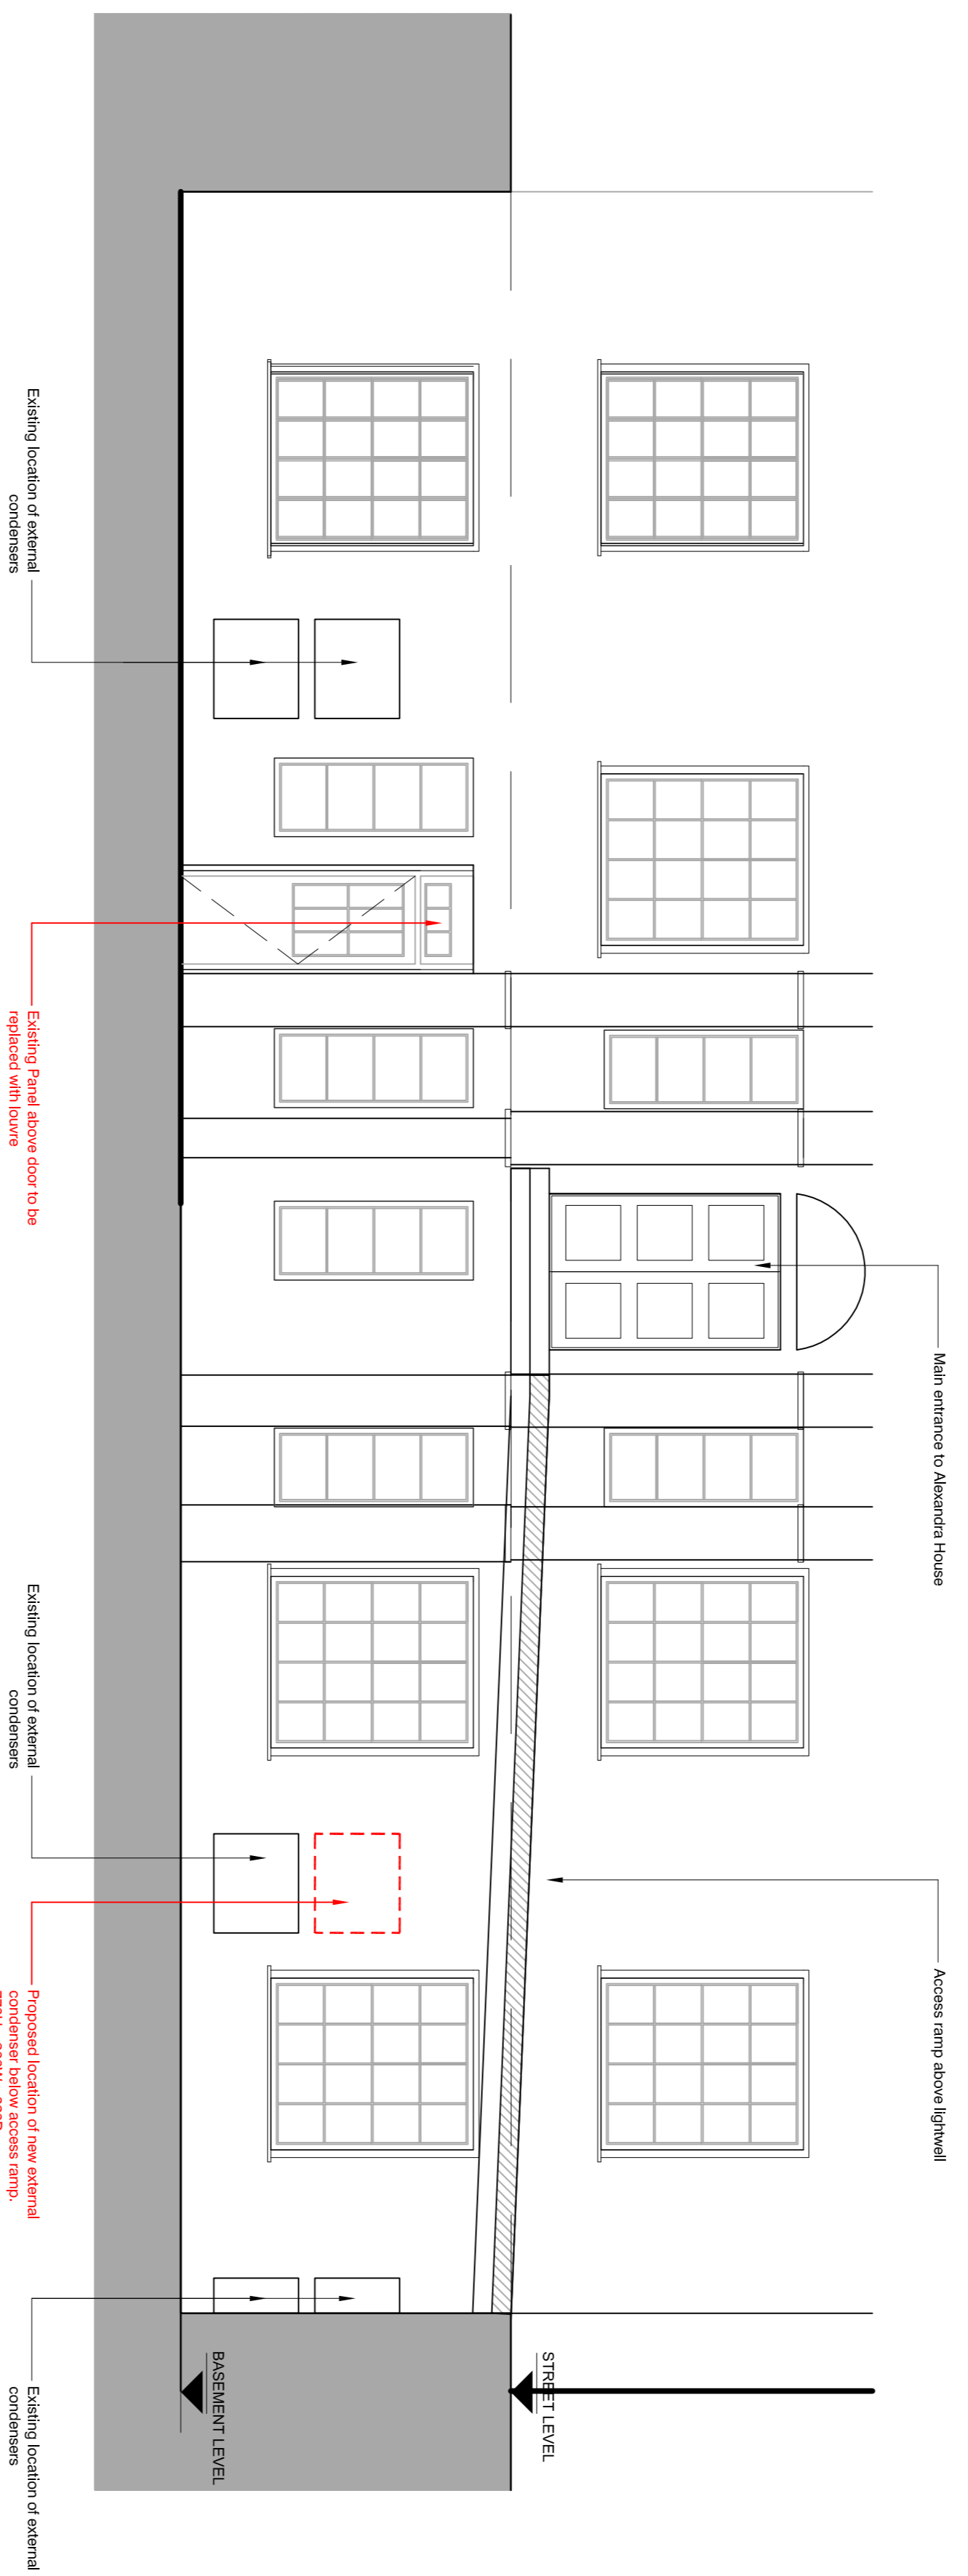 Main entrance to Alexandra House
Access ramp above lightwell
STREET LEVEL
BASEMENT LEVEL
Existing location of external
condensers
Existing Panel above door to be
replaced with louvre
Existing location of external
condensers
Proposed location of new external
condenser below access ramp.
Existing location of external
condensers